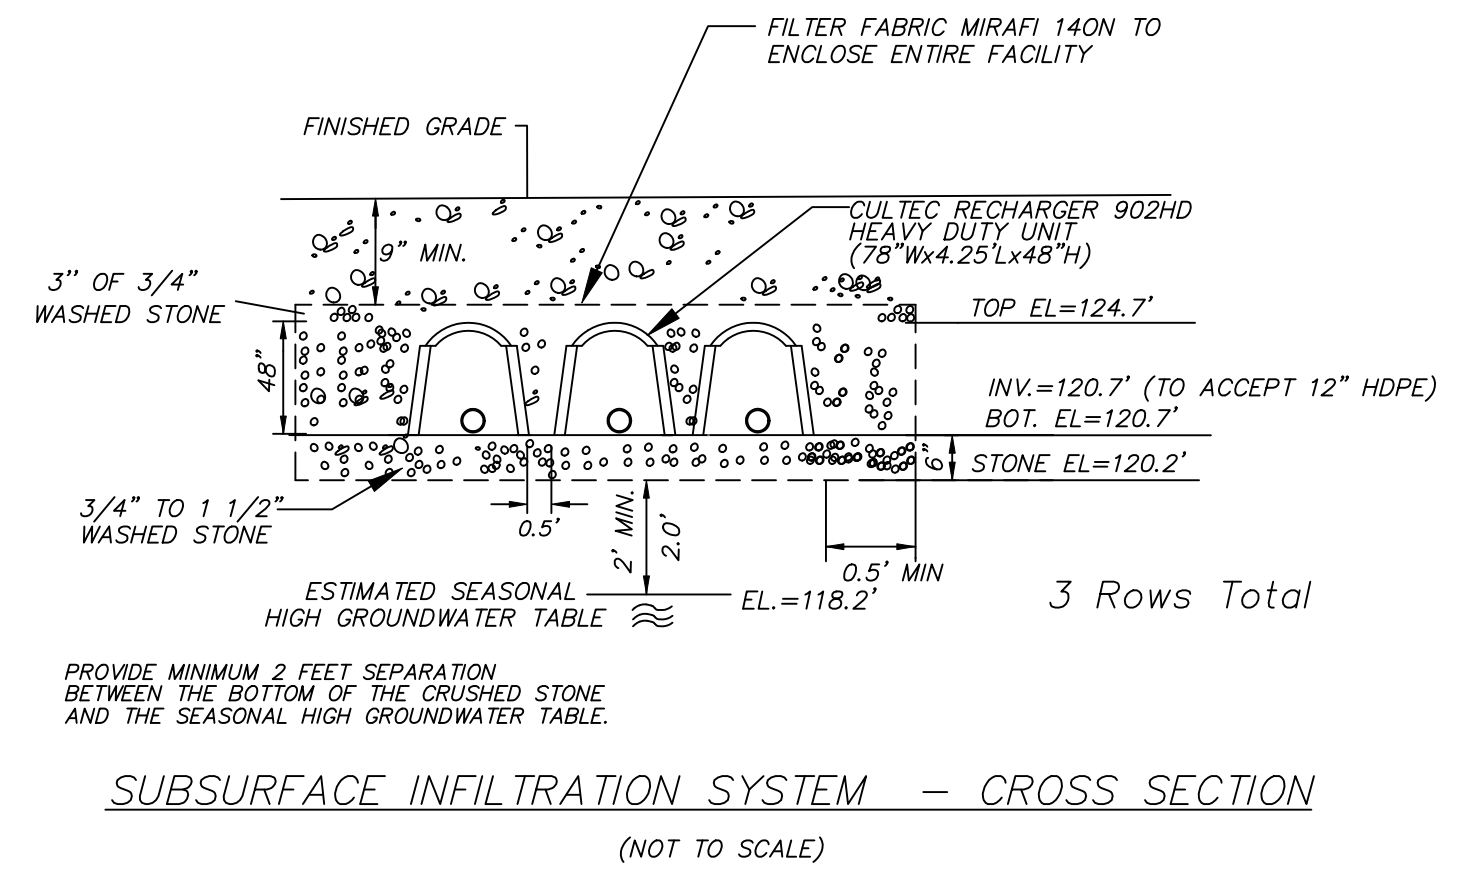 FILTER FABRIC MIRAFI 140N TO
ENCLOSE ENTIRE FACILITY
FINISHED GRADE
CULTEC RECHARGER 902HD
HEAVY DUTY UNIT
(78"Wx4.25'Lx48"H)
9" MIN.
3" OF 3/4"
WASHED STONE
TOP EL=124.7'
48"
INV.=120.7' (TO ACCEPT 12" HDPE)
BOT. EL=120.7'
6"
STONE EL=120.2'
3/4" TO 1 1/2"
WASHED STONE
0.5'
2' MIN.
2.0'
0.5' MIN
ESTIMATED SEASONAL
HIGH GROUNDWATER TABLE
EL.=118.2'
3 Rows Total
PROVIDE MINIMUM 2 FEET SEPARATION
BETWEEN THE BOTTOM OF THE CRUSHED STONE
AND THE SEASONAL HIGH GROUNDWATER TABLE.
SUBSURFACE INFILTRATION SYSTEM - CROSS SECTION
(NOT TO SCALE)